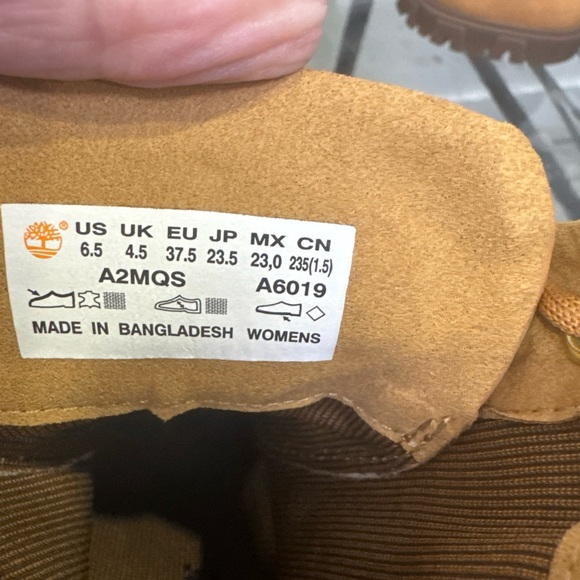 ® US UK EU JP MX CN
6.5 4.5 37.5 23.5 23,0 235(1.5)
A2MQS A6019
MADE IN BANGLADESH WOMENS